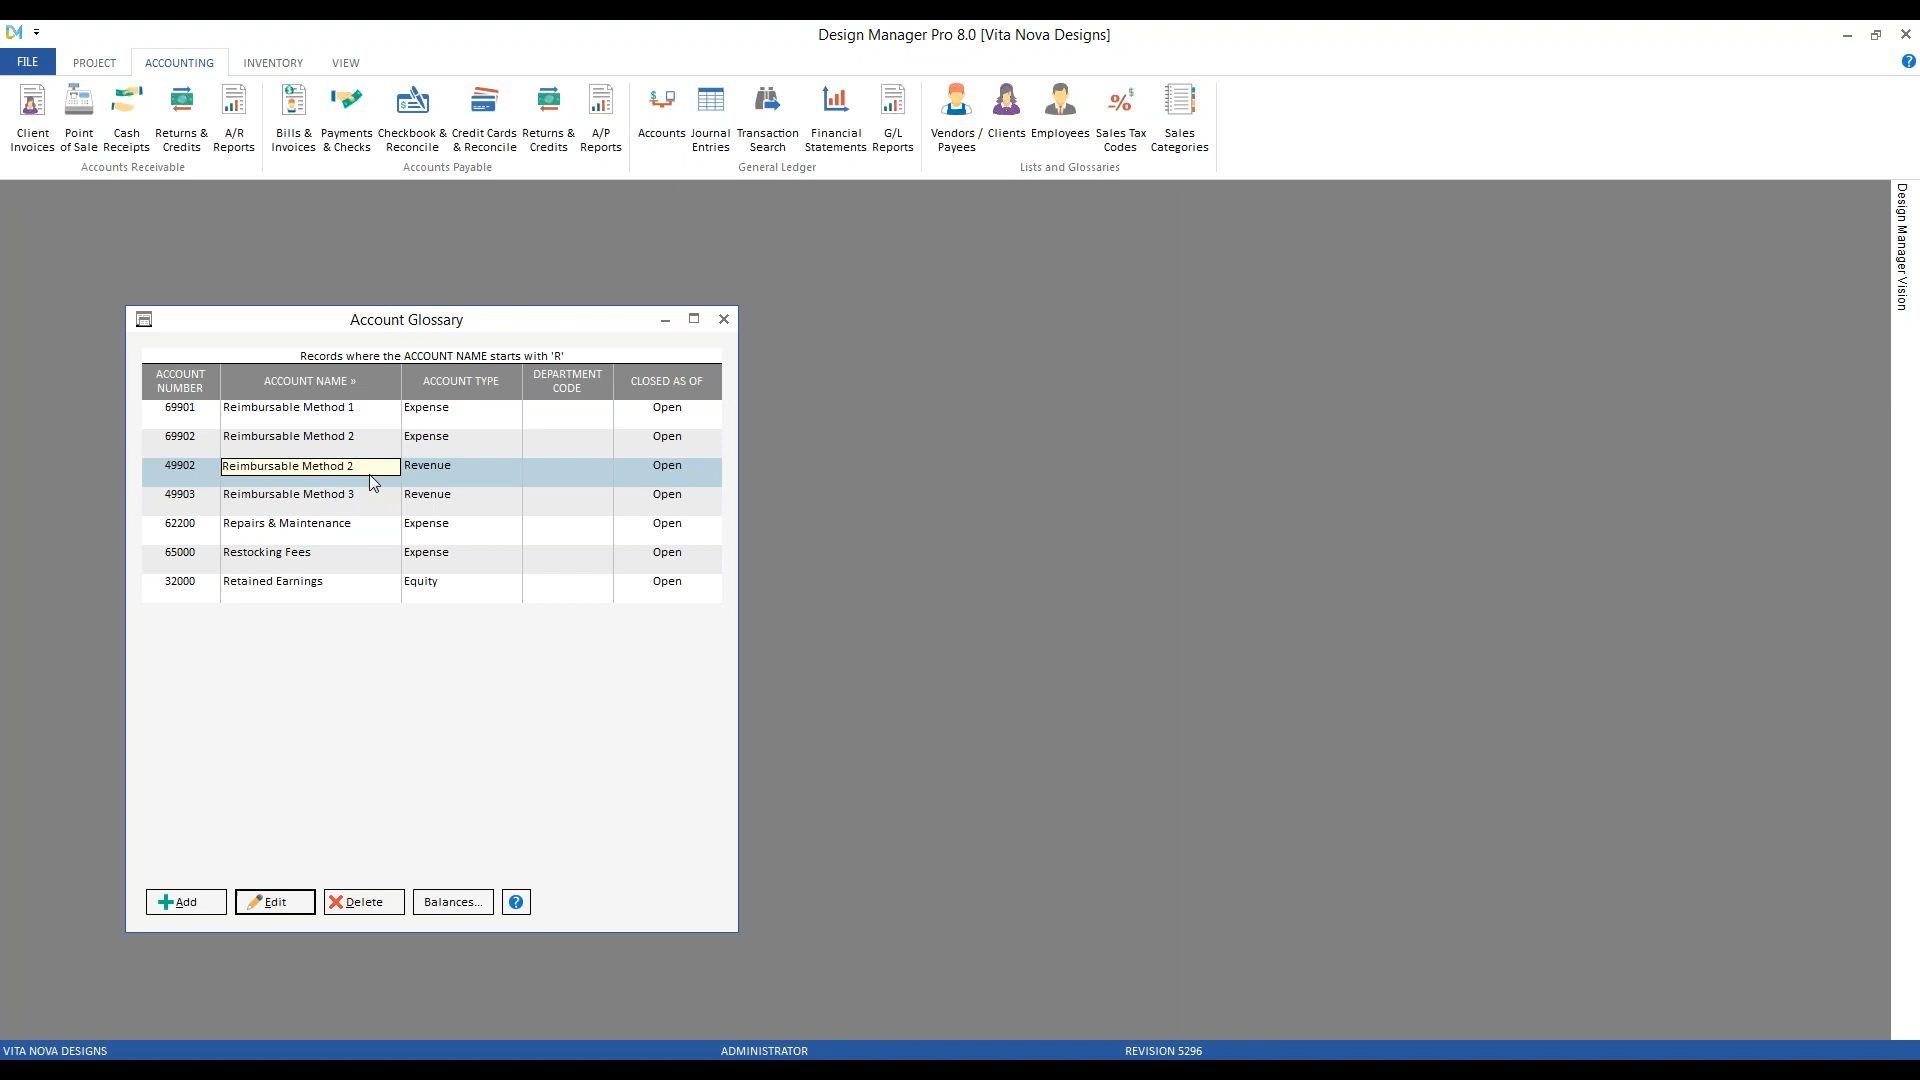 Design Manager Pro 8.0 [Vita Nova Designs]
FILE PROJECT ACCOUNTING INVENTORY VIEW
Client Invoices
Point of Sale
Cash Receipts
Returns & Credits
A/R Reports
Accounts Receivable
Bills & Invoices
Payments & Checks
Checkbook & Reconcile
Credit Cards & Reconcile
Returns & Credits
A/P Reports
Accounts Payable
Accounts
Journal Entries
Transaction Search
Financial Statements
G/L Reports
General Ledger
Vendors / Payees
Clients
Employees
Sales Tax Codes
Sales Categories
Lists and Glossaries
Design Manager Vision
Account Glossary
Records where the ACCOUNT NAME starts with 'R'
ACCOUNT NUMBER ACCOUNT NAME » ACCOUNT TYPE DEPARTMENT CODE CLOSED AS OF
69901 Reimbursable Method 1 Expense Open
69902 Reimbursable Method 2 Expense Open
49902 Reimbursable Method 2 Revenue Open
49903 Reimbursable Method 3 Revenue Open
62200 Repairs & Maintenance Expense Open
65000 Restocking Fees Expense Open
32000 Retained Earnings Equity Open
Add Edit Delete Balances... ?
VITA NOVA DESIGNS ADMINISTRATOR REVISION 5296